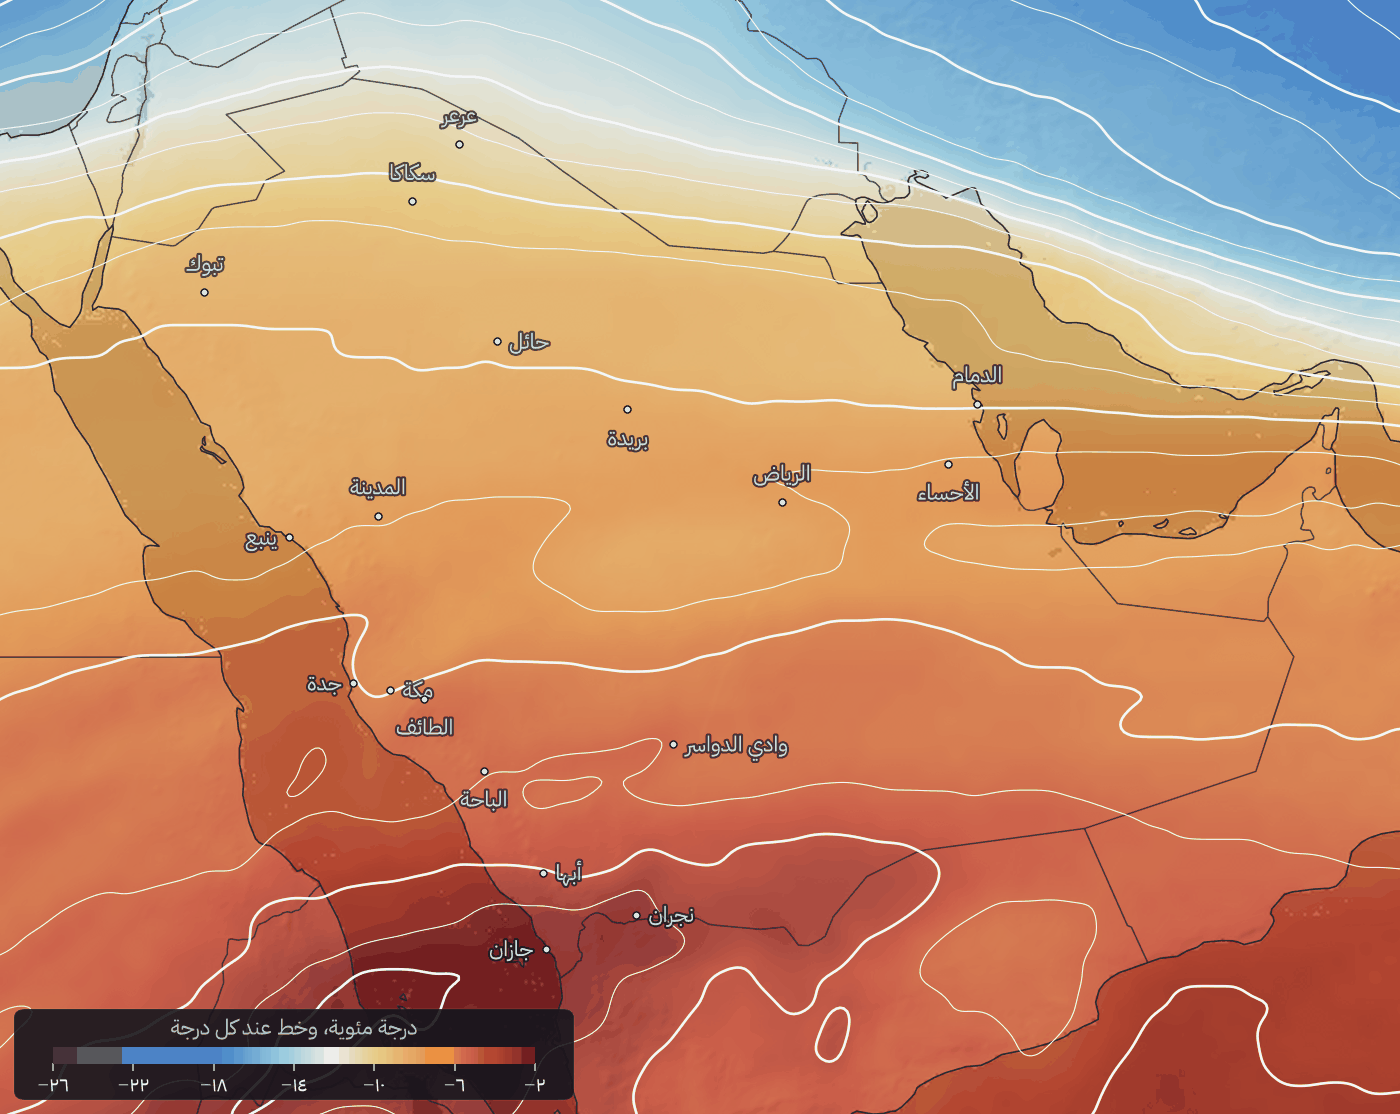 عرعر
سكاكا
تبوك
حائل
الدمام
بريدة
الرياض
المدينة
الأحساء
ينبع
جدة
مكة
الطائف
وادي الدواسر
الباحة
أبها
نجران
جازان
درجة مئوية، وخط عند كل درجة
−٢٦ −٢٢ −١٨ −١٤ −١٠ −٦ −٢